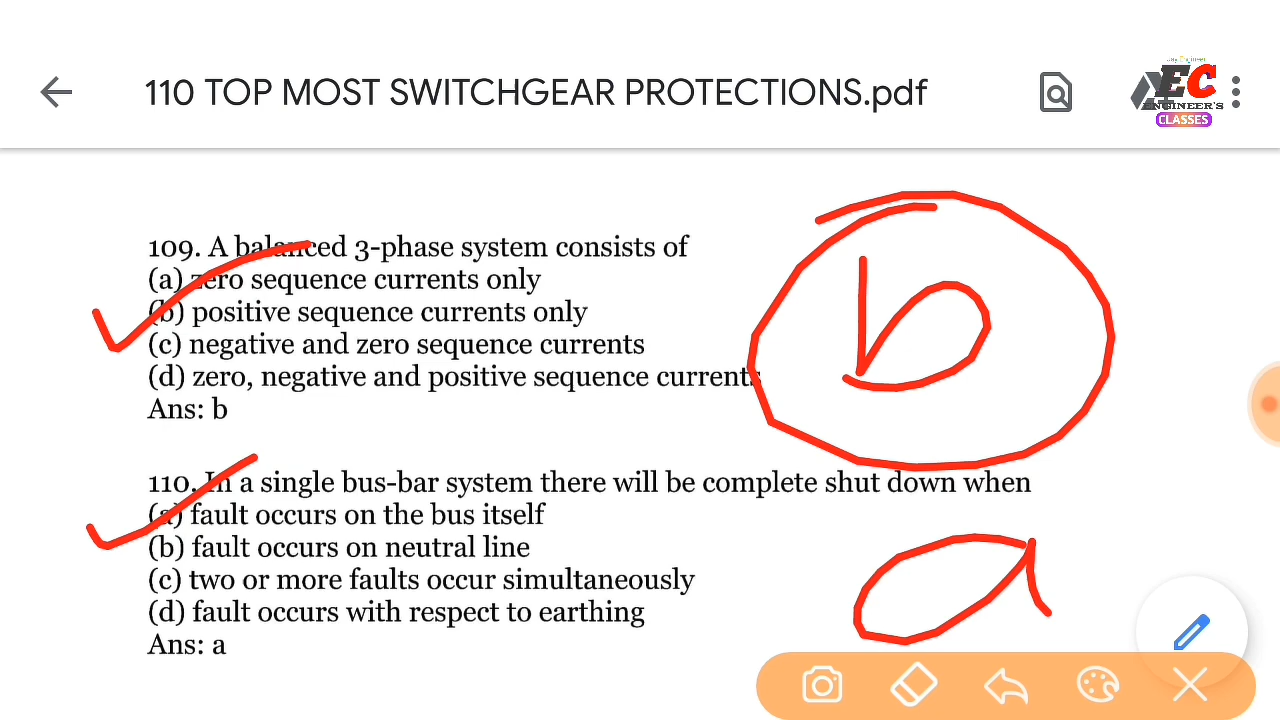 110 TOP MOST SWITCHGEAR PROTECTIONS.pdf
EC
ENGINEER'S
CLASSES
109. A balanced 3-phase system consists of
(a) zero sequence currents only
(b) positive sequence currents only
(c) negative and zero sequence currents
(d) zero, negative and positive sequence currents
Ans: b
b
110. In a single bus-bar system there will be complete shut down when
(a) fault occurs on the bus itself
(b) fault occurs on neutral line
(c) two or more faults occur simultaneously
(d) fault occurs with respect to earthing
Ans: a
a